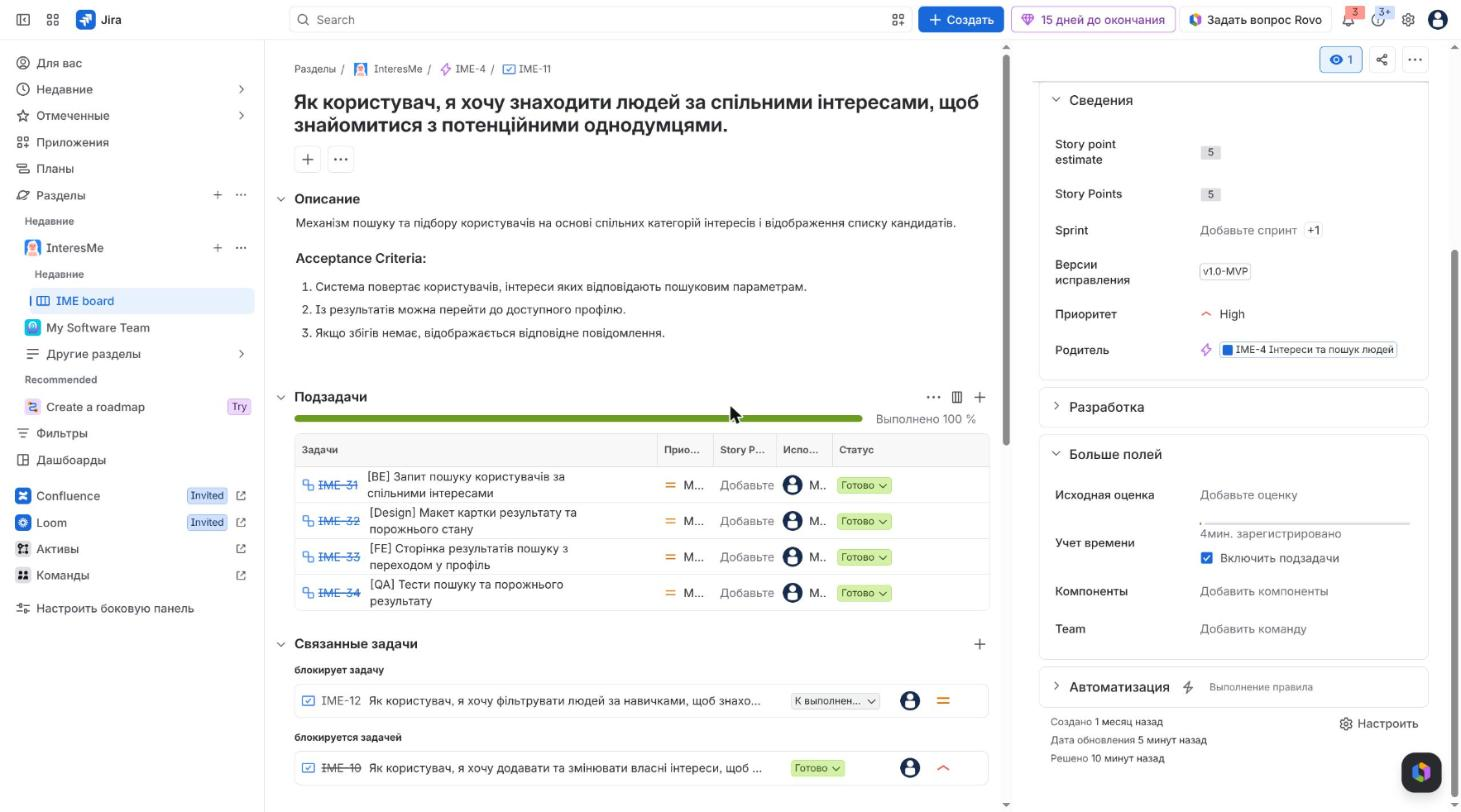 Jira
Search
Создать
15 дней до окончания
Задать вопрос Rovo
3
3+
Для вас
Недавние
Отмеченные
Приложения
Планы
Разделы
Недавние
InteresMe
Недавние
IME board
My Software Team
Другие разделы
Recommended
Create a roadmap
Try
Фильтры
Дашборды
Confluence
Invited
Loom
Invited
Активы
Команды
Настроить боковую панель
Разделы / InteresMe / IME-4 / IME-11
Як користувач, я хочу знаходити людей за спільними інтересами, щоб
знайомитися з потенційними однодумцями.
Описание
Механізм пошуку та підбору користувачів на основі спільних категорій інтересів і відображення списку кандидатів.
Acceptance Criteria:
1. Система повертає користувачів, інтереси яких відповідають пошуковим параметрам.
2. Із результатів можна перейти до доступного профілю.
3. Якщо збігів немає, відображається відповідне повідомлення.
Подзадачи
Выполнено 100 %
Задачи Прио... Story P... Испо... Статус
IME-31 [BE] Запит пошуку користувачів за
спільними інтересами
M... Добавьте M.. Готово
IME-32 [Design] Макет картки результату та
порожнього стану
M... Добавьте M.. Готово
IME-33 [FE] Сторінка результатів пошуку з
переходом у профіль
M... Добавьте M.. Готово
IME-34 [QA] Тести пошуку та порожнього
результату
M... Добавьте M.. Готово
Связанные задачи
блокирует задачу
IME-12 Як користувач, я хочу фільтрувати людей за навичками, щоб знахо... К выполнен...
блокируется задачей
IME-10 Як користувач, я хочу додавати та змінювати власні інтереси, щоб ... Готово
1
Сведения
Story point
estimate
5
Story Points 5
Sprint Добавьте спринт +1
Версии
исправления
v1.0-MVP
Приоритет High
Родитель IME-4 Інтереси та пошук людей
Разработка
Больше полей
Исходная оценка Добавьте оценку
Учет времени
4мин. зарегистрировано
Включить подзадачи
Компоненты Добавить компоненты
Team Добавить команду
Автоматизация Выполнение правила
Создано 1 месяц назад
Настроить
Дата обновления 5 минут назад
Решено 10 минут назад